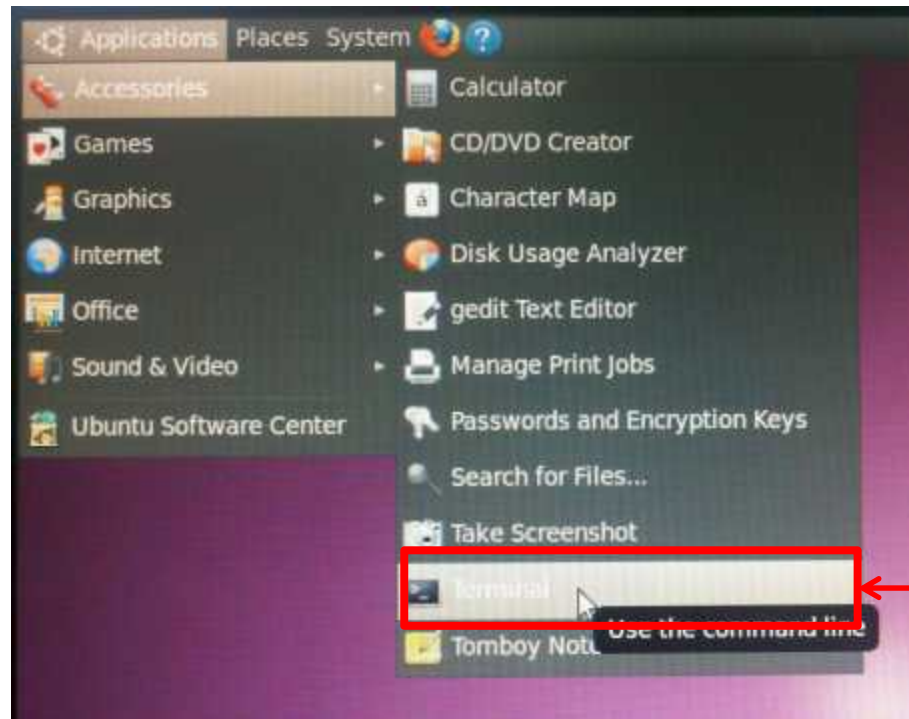 Applications Places System
Accessories
Games
Graphics
Internet
Office
Sound & Video
Ubuntu Software Center
Calculator
CD/DVD Creator
á Character Map
Disk Usage Analyzer
gedit Text Editor
Manage Print Jobs
Passwords and Encryption Keys
Search for Files...
Take Screenshot
Terminal
Use the command line
Tomboy Note